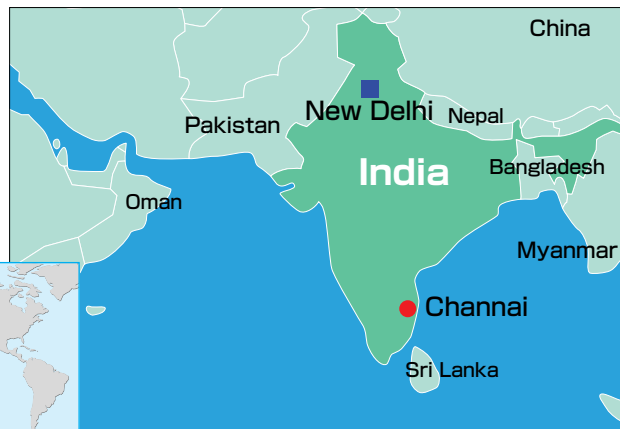 China
New Delhi
Nepal
Pakistan
India
Bangladesh
Oman
Myanmar
Channai
Sri Lanka